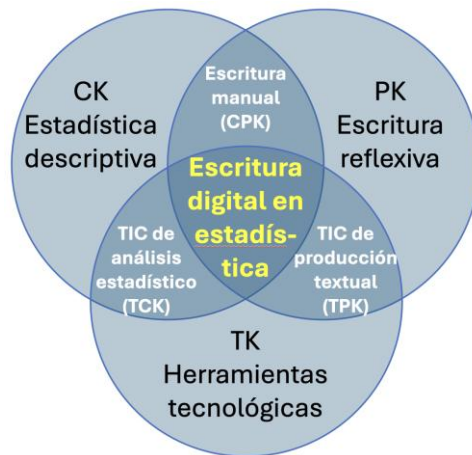 CK
Estadística
descriptiva
Escritura
manual
(CPK)
PK
Escritura
reflexiva
Escritura
digital en
estadís-
tica
TIC de
análisis
estadístico
(TCK)
TIC de
producción
textual
(TPK)
TK
Herramientas
tecnológicas